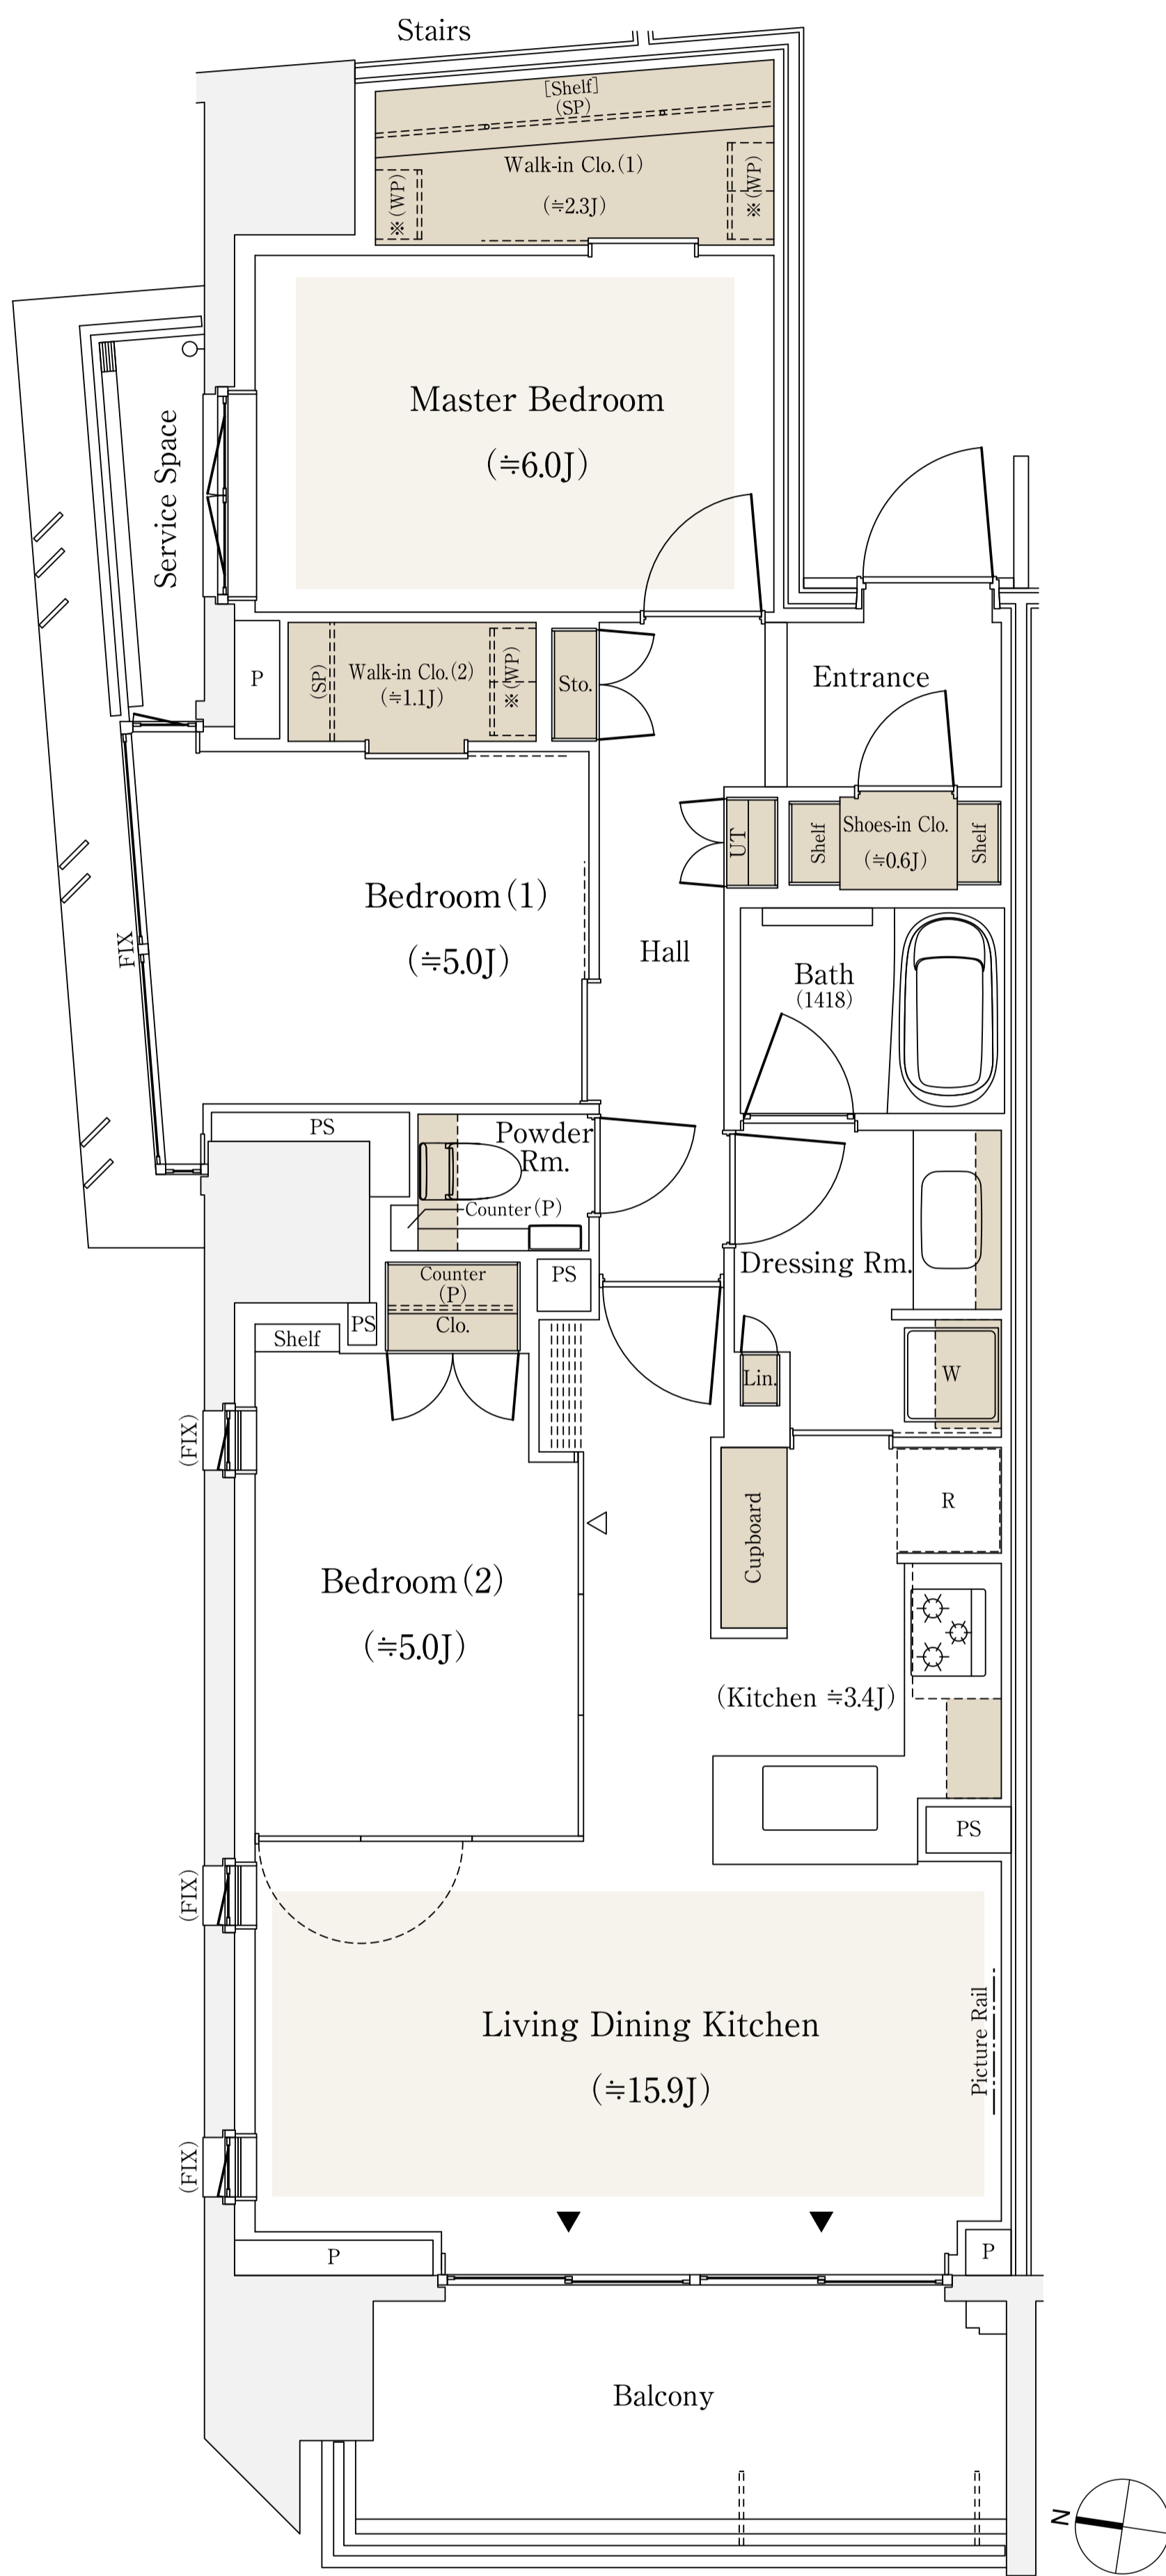 Stairs
[Shelf]
(SP)
Walk-in Clo.(1)
(≒2.3J)
※(WP)
※(WP)
Master Bedroom
(≒6.0J)
Service Space
P
(SP)
Walk-in Clo.(2)
(≒1.1J)
※(WP)
Sto.
Entrance
UT
Shelf
Shoes-in Clo.
(≒0.6J)
Shelf
Bedroom(1)
(≒5.0J)
FIX
Hall
Bath
(1418)
PS
Powder
Rm.
Counter(P)
Dressing Rm.
Counter
(P)
Clo.
PS
PS
Shelf
Lin.
W
(FIX)
Cupboard
R
Bedroom(2)
(≒5.0J)
(Kitchen ≒3.4J)
PS
(FIX)
Living Dining Kitchen
(≒15.9J)
Picture Rail
(FIX)
P
P
Balcony
N